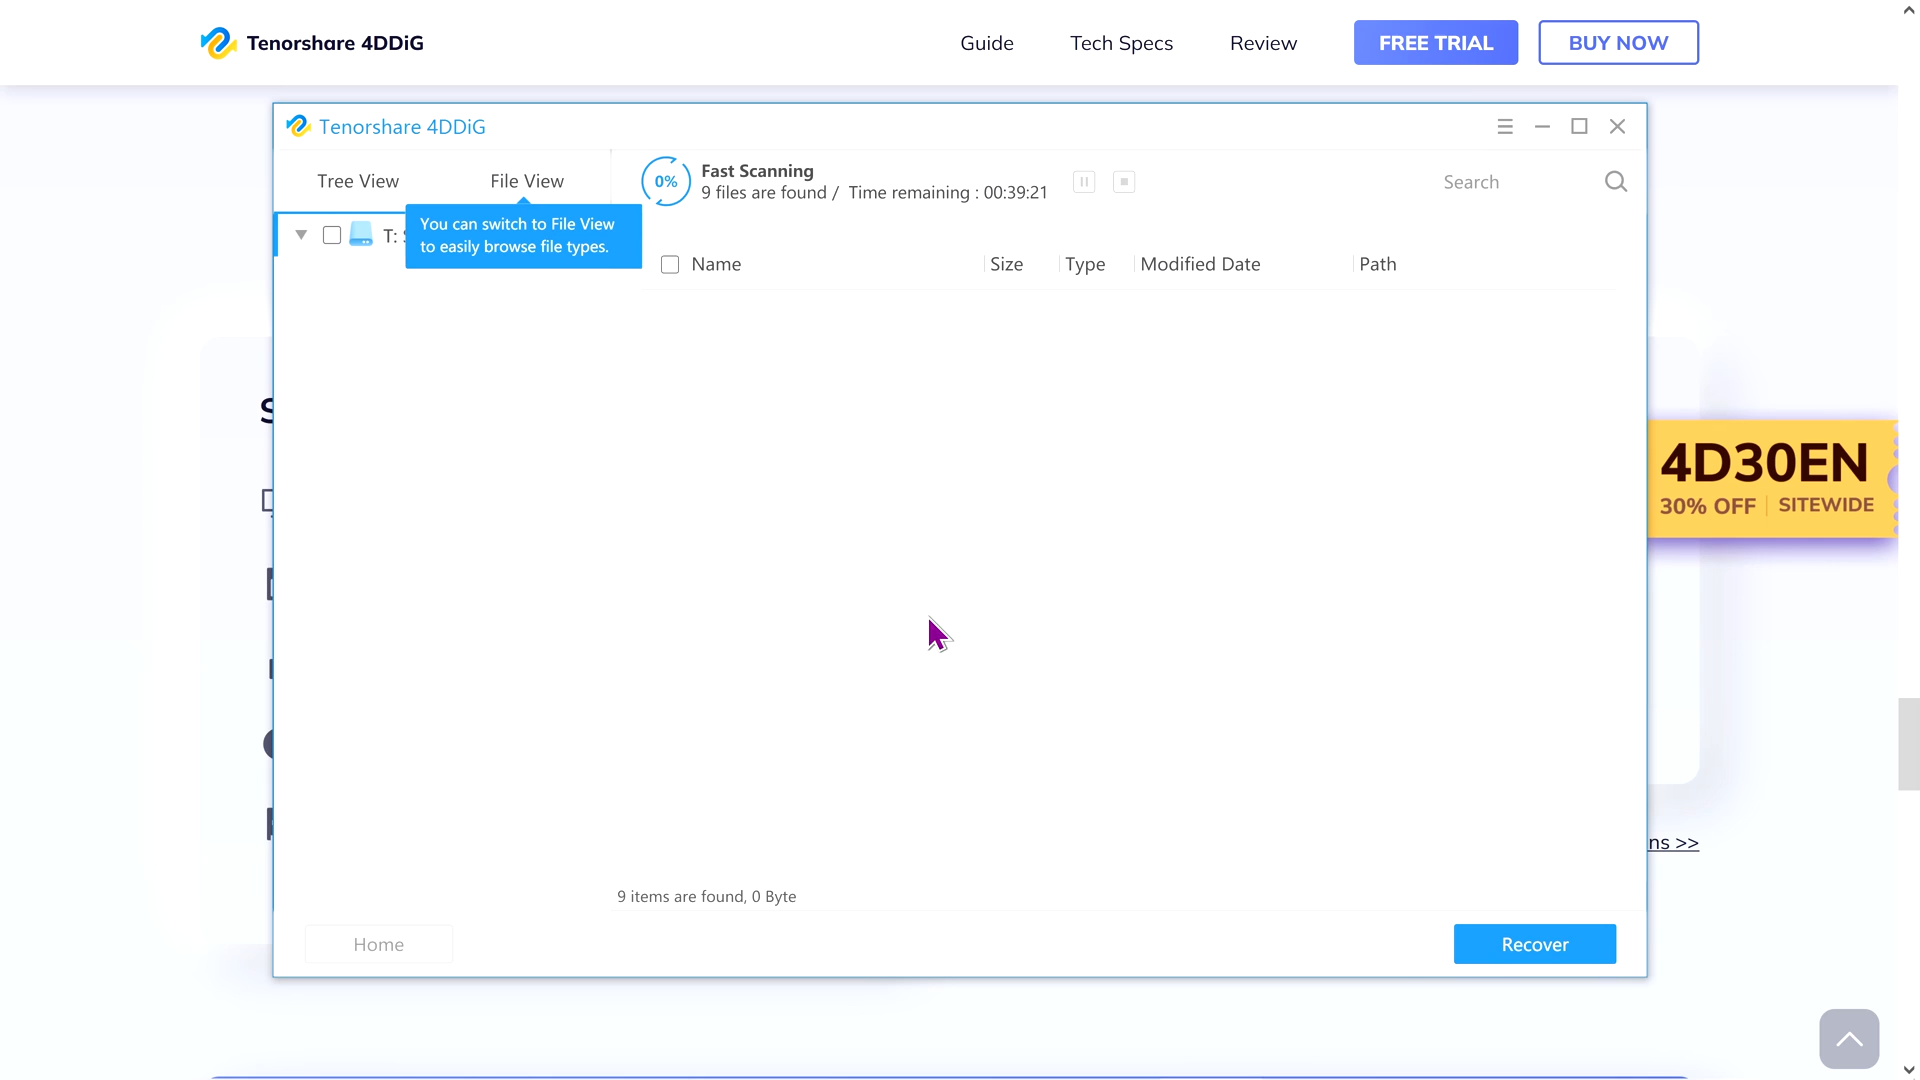 Tenorshare 4DDiG
Guide
Tech Specs
Review
FREE TRIAL
BUY NOW
Tenorshare 4DDiG
Tree View
File View
0%
Fast Scanning
9 files are found / Time remaining : 00:39:21
Search
You can switch to File View
to easily browse file types.
T:
Name
Size
Type
Modified Date
Path
4D30EN
30% OFF
SITEWIDE
ns >>
9 items are found, 0 Byte
Home
Recover